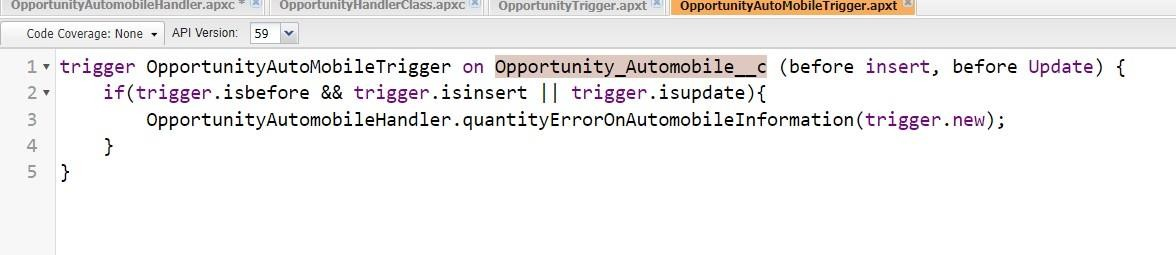 OpportunityAutomobileHandler.apxc * OpportunityHandlerClass.apxc OpportunityTrigger.apxt OpportunityAutoMobileTrigger.apxt
Code Coverage: None API Version: 59
1 trigger OpportunityAutoMobileTrigger on Opportunity_Automobile__c (before insert, before Update) {
2 if(trigger.isbefore && trigger.isinsert || trigger.isupdate){
3 OpportunityAutomobileHandler.quantityErrorOnAutomobileInformation(trigger.new);
4 }
5 }